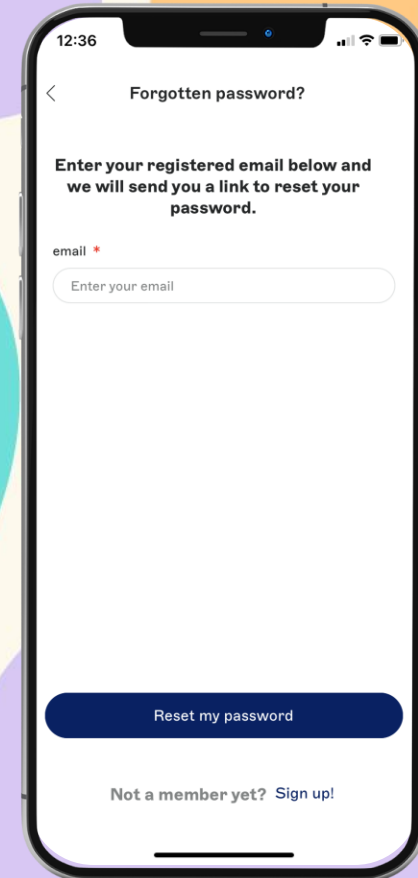 12:36
Forgotten password?
Enter your registered email below and
we will send you a link to reset your
password.
email *
Enter your email
Reset my password
Not a member yet? Sign up!